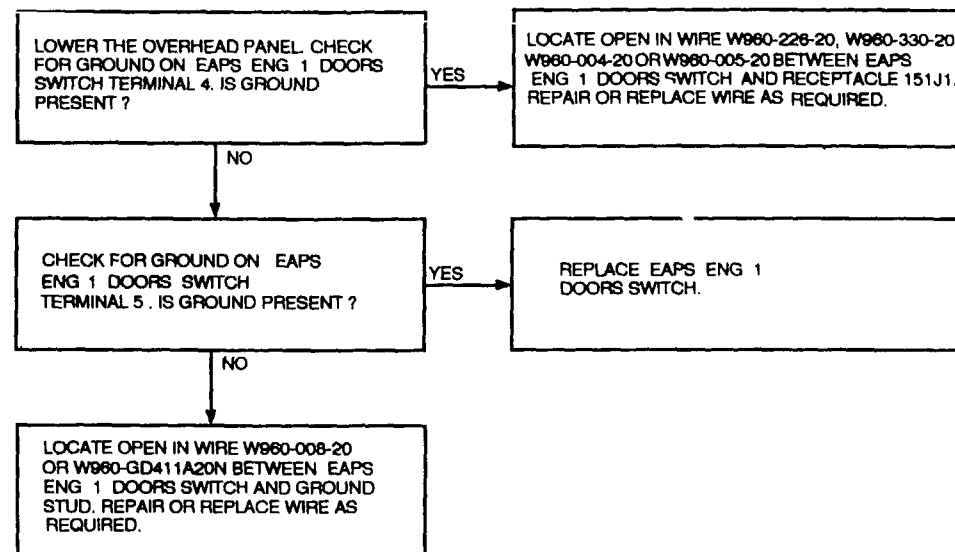 LOWER THE OVERHEAD PANEL. CHECK
FOR GROUND ON EAPS ENG 1 DOORS
SWITCH TERMINAL 4. IS GROUND
PRESENT ?
YES
LOCATE OPEN IN WIRE W960-226-20, W960-330-20
W960-004-20 OR W960-005-20 BETWEEN EAPS
ENG 1 DOORS SWITCH AND RECEPTACLE 151J1.
REPAIR OR REPLACE WIRE AS REQUIRED.
NO
CHECK FOR GROUND ON EAPS
ENG 1 DOORS SWITCH
TERMINAL 5 . IS GROUND PRESENT ?
YES
REPLACE EAPS ENG 1
DOORS SWITCH.
NO
LOCATE OPEN IN WIRE W960-008-20
OR W960-GD411A20N BETWEEN EAPS
ENG 1 DOORS SWITCH AND GROUND
STUD. REPAIR OR REPLACE WIRE AS
REQUIRED.